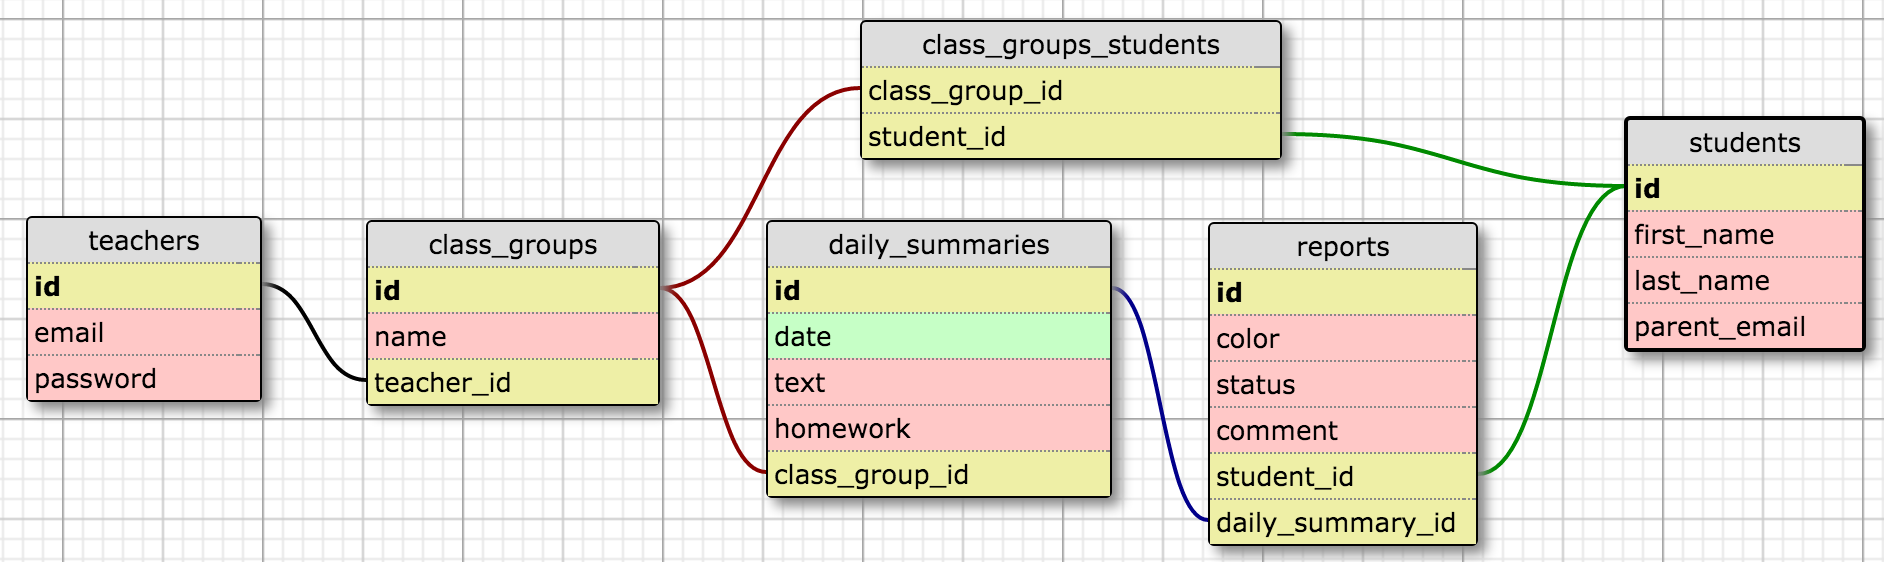 class_groups_students
class_group_id
student_id
students
id
first_name
last_name
parent_email
teachers
id
email
password
class_groups
id
name
teacher_id
daily_summaries
id
date
text
homework
class_group_id
reports
id
color
status
comment
student_id
daily_summary_id